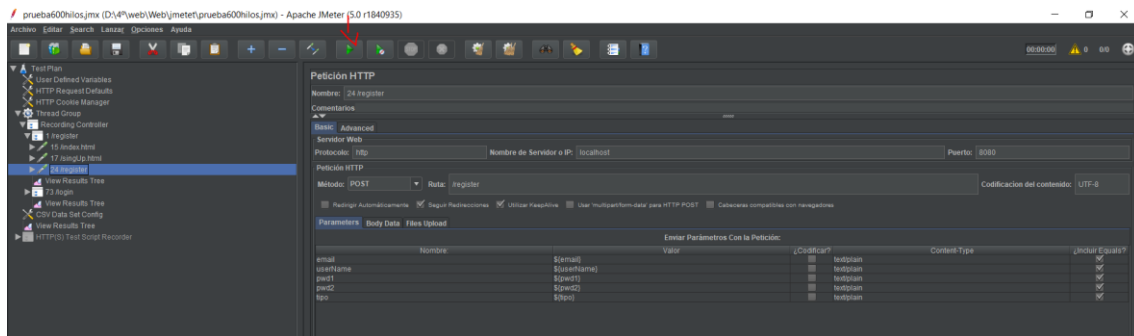 prueba600hilos.jmx (D:\4º\web\Web\jmetet\prueba600hilos.jmx) - Apache JMeter (5.0 r1840935)
Archivo Editar Search Lanzar Opciones Ayuda
00:00:00 0 0/0
Test Plan
User Defined Variables
HTTP Request Defaults
HTTP Cookie Manager
Thread Group
Recording Controller
1 /register
15 /index.html
17 /singUp.html
24 /register
View Results Tree
73 /login
View Results Tree
CSV Data Set Config
View Results Tree
HTTP(S) Test Script Recorder
Petición HTTP
Nombre: 24 /register
Comentarios
Basic Advanced
Servidor Web
Protocolo: http Nombre de Servidor o IP: localhost Puerto: 8080
Petición HTTP
Método: POST Ruta: /register Codificacion del contenido: UTF-8
Redirigir Automáticamente Seguir Redirecciones Utilizar KeepAlive Usar 'multipart/form-data' para HTTP POST Cabeceras compatibles con navegadores
Parameters Body Data Files Upload
Enviar Parámetros Con la Petición:
Nombre: Valor ¿Codificar? Content-Type ¿Incluir Equals?
email ${email} text/plain
userName ${userName} text/plain
pwd1 ${pwd1} text/plain
pwd2 ${pwd2} text/plain
tipo ${tipo} text/plain